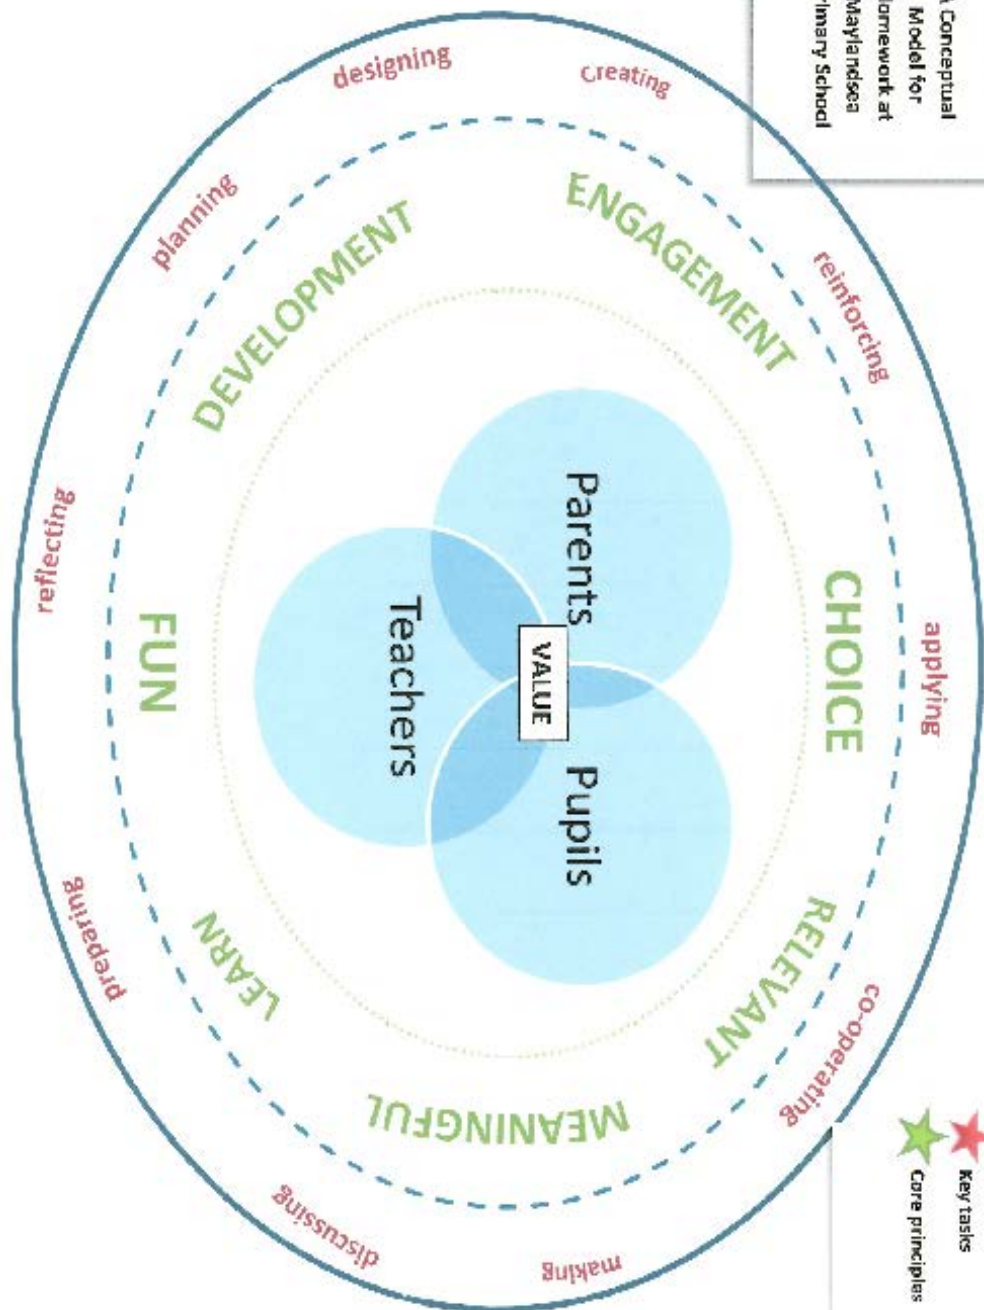 A Conceptual
Model for
Homework at
Maylandsea
Primary School
Key tasks
Core principles
applying
reinforcing
co-operating
Creating
making
designing
discussing
planning
preparing
reflecting
CHOICE
ENGAGEMENT
RELEVANT
DEVELOPMENT
MEANINGFUL
LEARN
FUN
Parents
Pupils
VALUE
Teachers